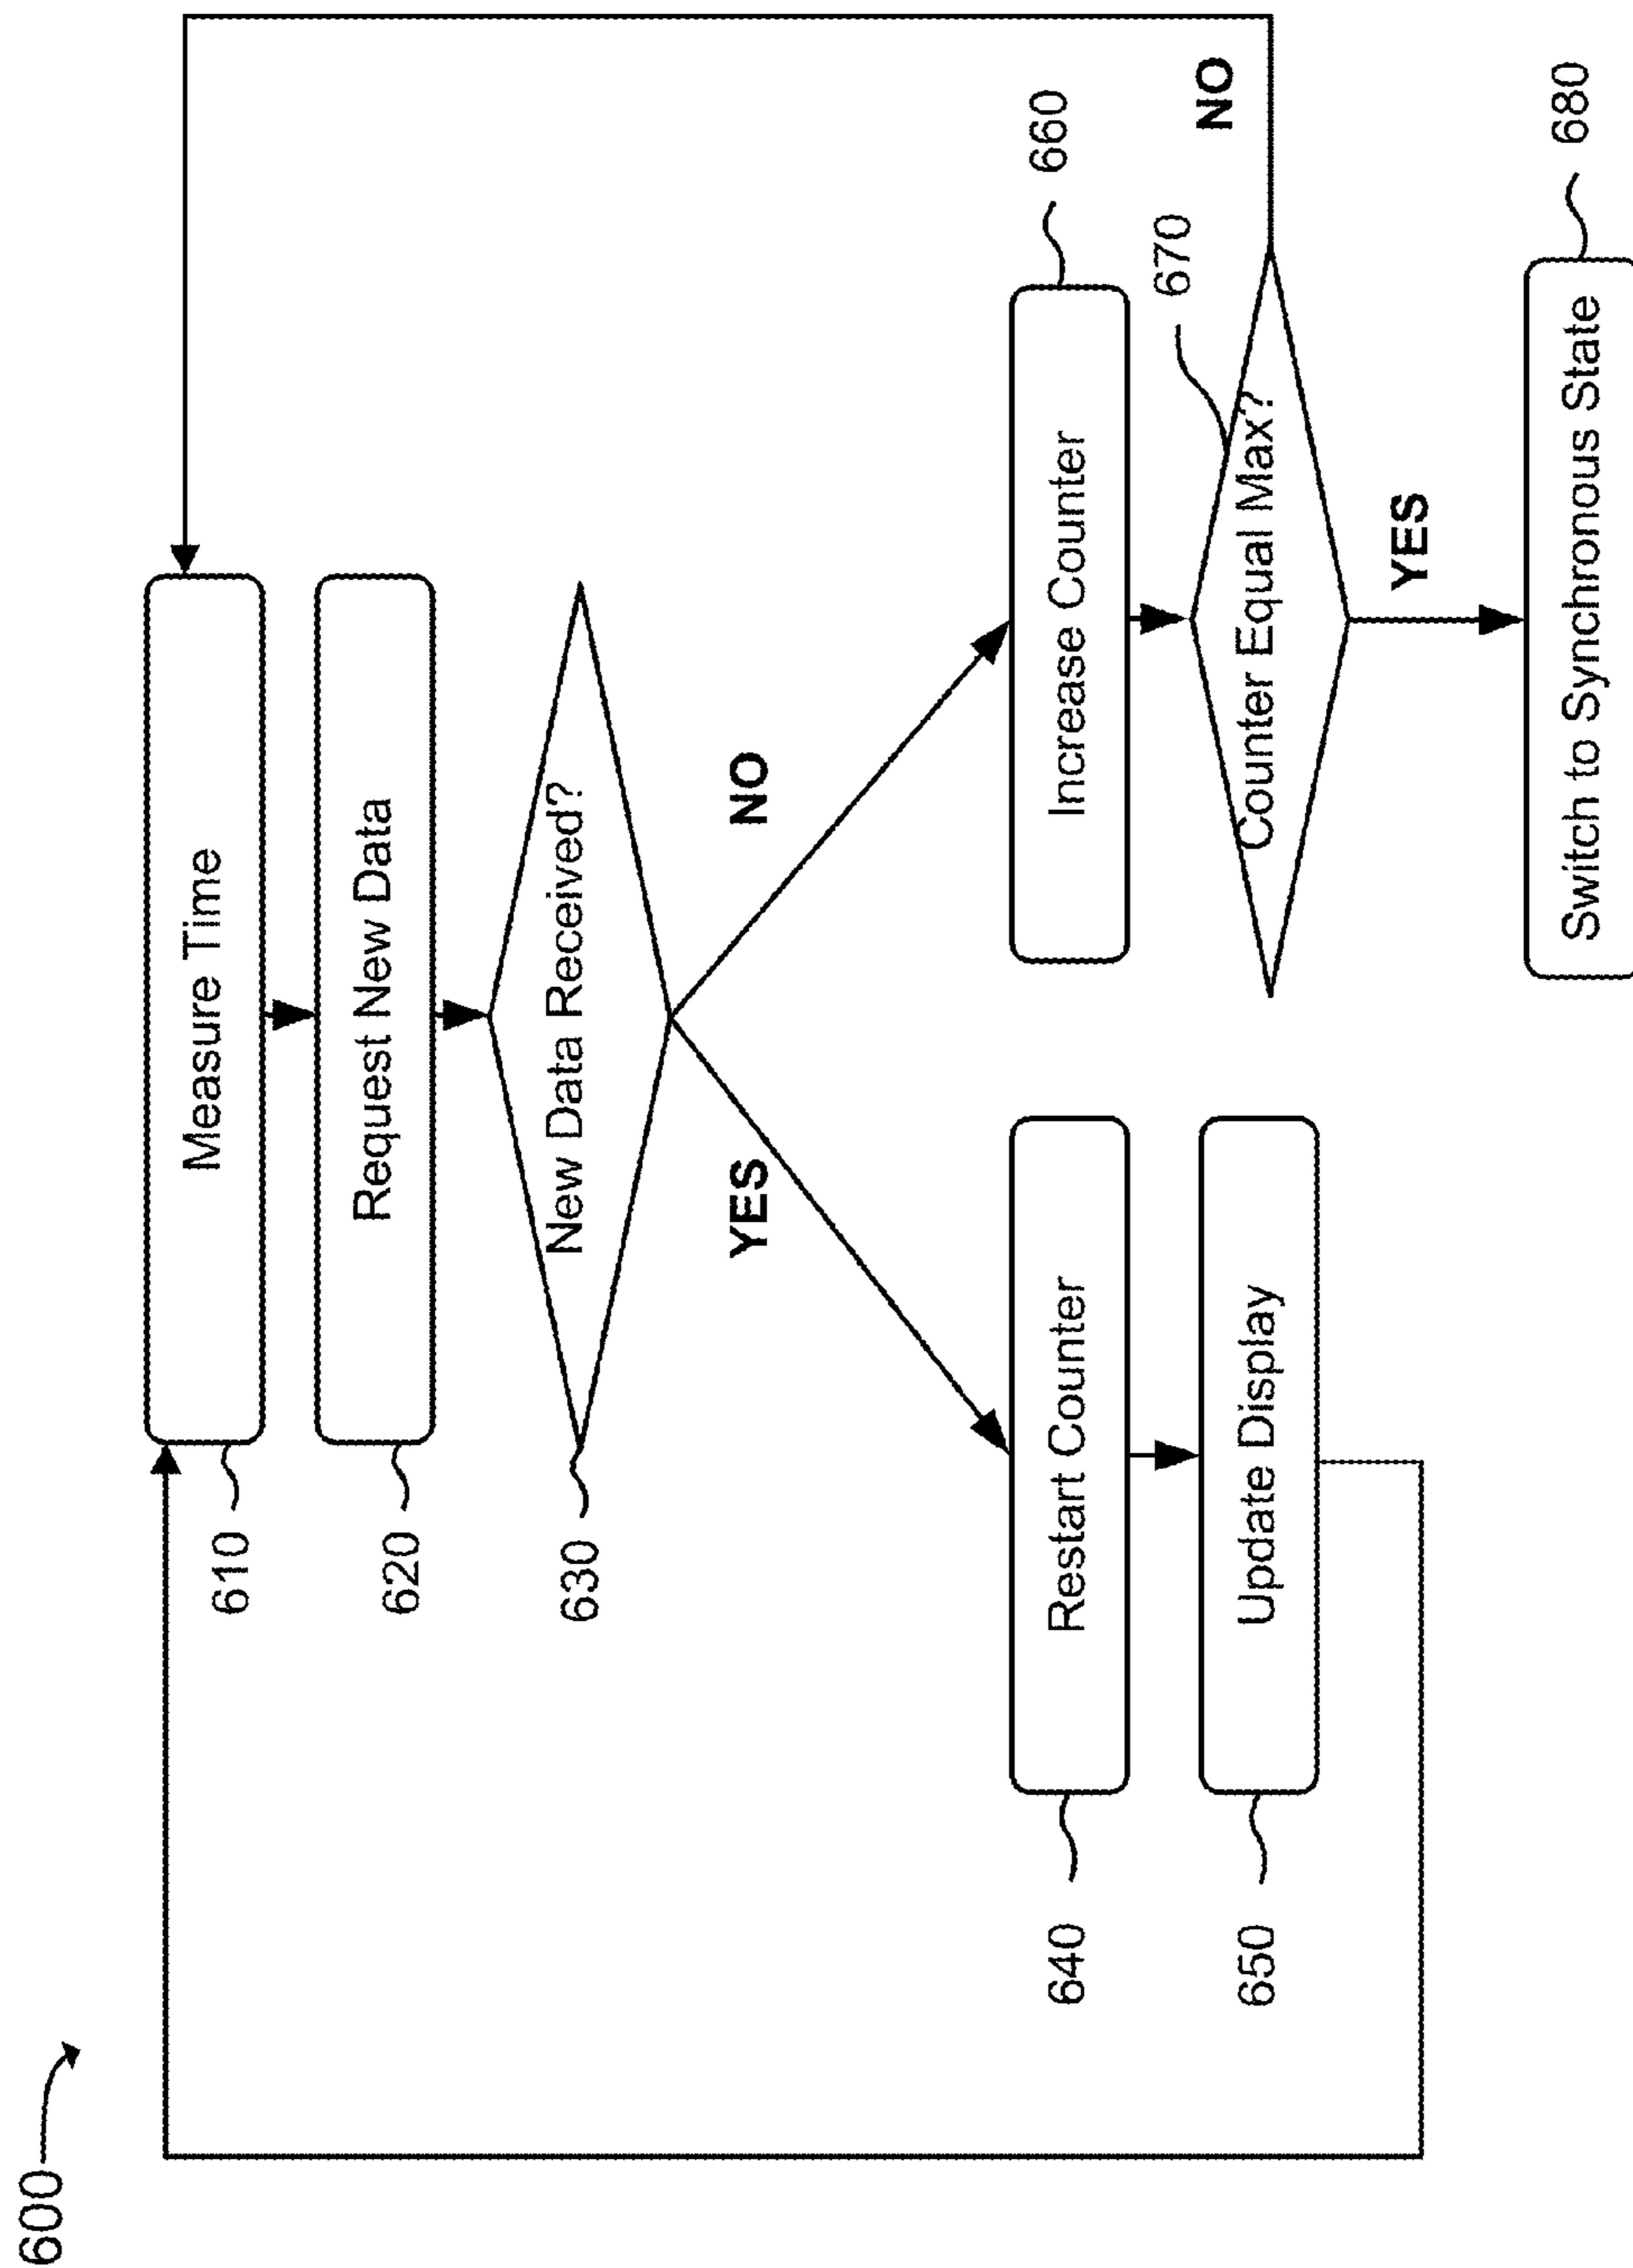 600
Measure Time
610
Request New Data
620
New Data Received?
630
YES
NO
Restart Counter
640
Update Display
650
Increase Counter
660
670
Counter Equal Max?
NO
YES
Switch to Synchronous State
680